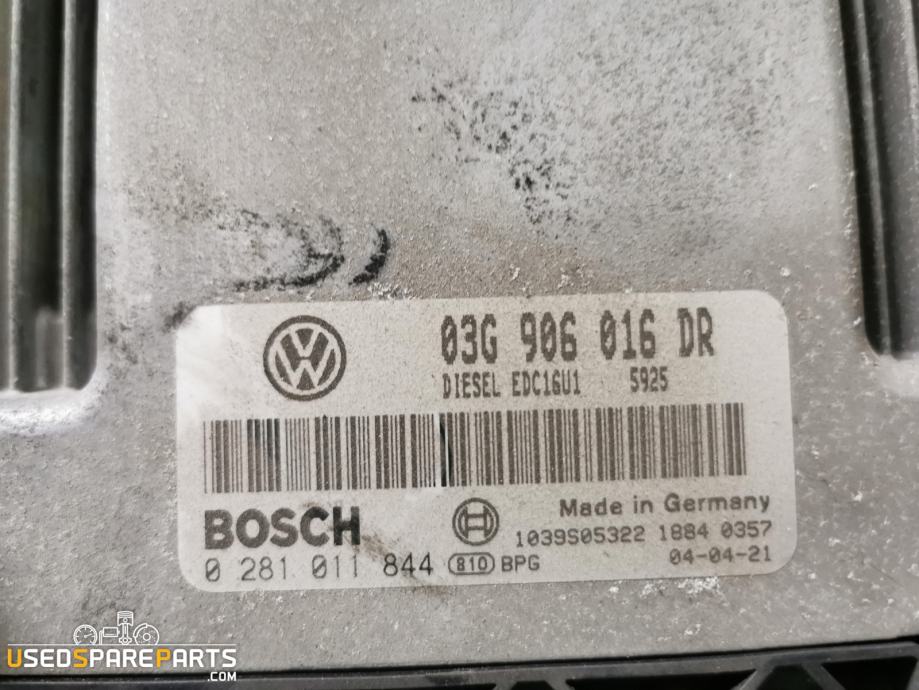 03G 906 016 DR
DIESEL EDC16U1 5925
BOSCH
Made in Germany
1039S05322 1884 0357
0 281 011 844 810 BPG
04-04-21
USEDSPAREPARTS
.COM